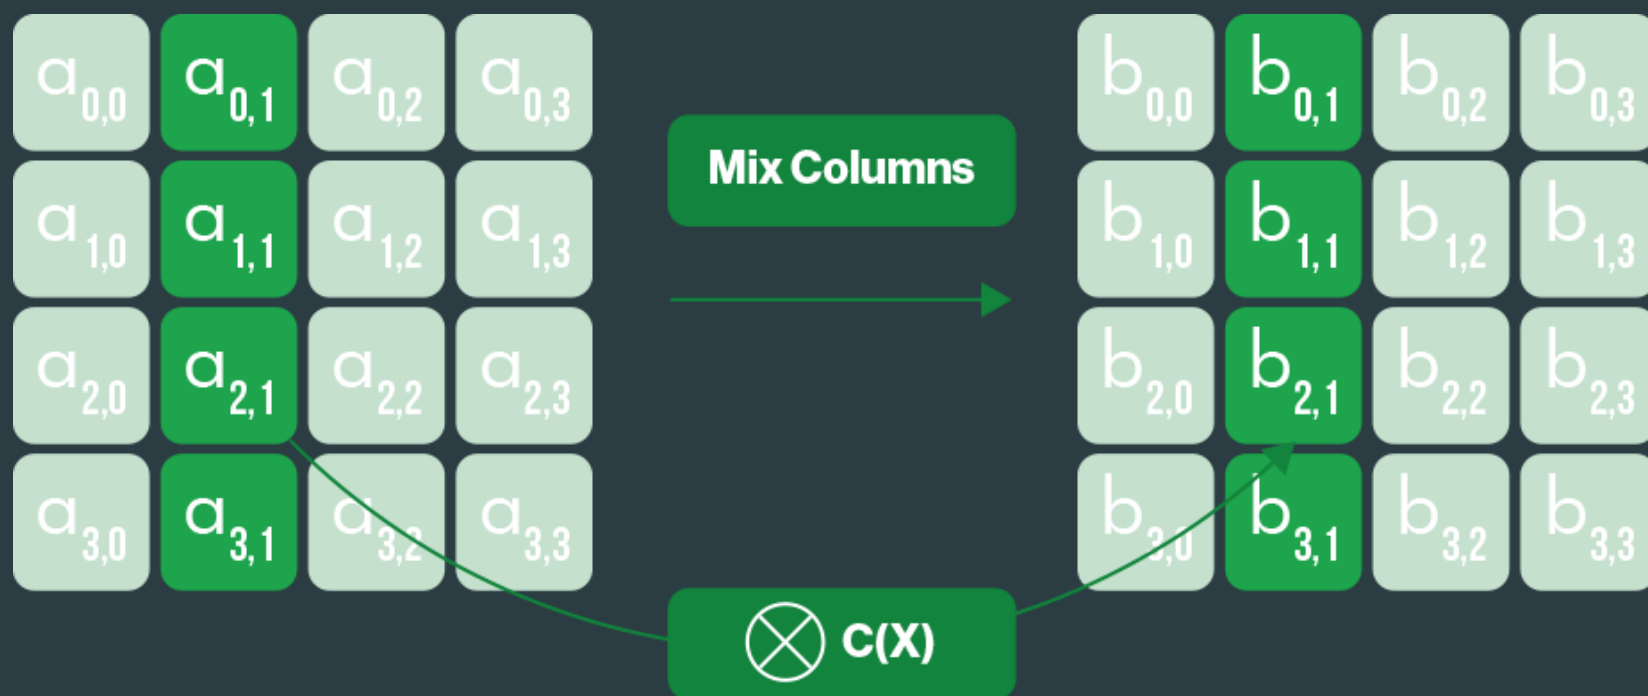 a0,0 a0,1 a0,2 a0,3
b0,0 b0,1 b0,2 b0,3
Mix Columns
a1,0 a1,1 a1,2 a1,3
b1,0 b1,1 b1,2 b1,3
a2,0 a2,1 a2,2 a2,3
b2,0 b2,1 b2,2 b2,3
a3,0 a3,1 a3,2 a3,3
b3,0 b3,1 b3,2 b3,3
⊗ C(X)